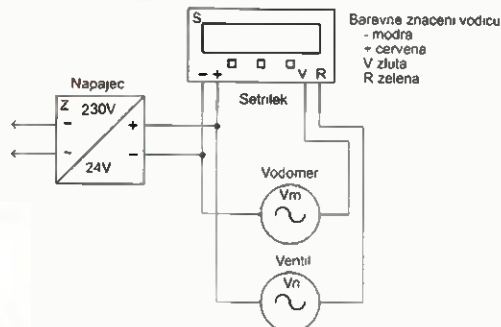 S
- + V R
Setrilek
Barevne znaceni vodicu
- modra
+ cervena
V zluta
R zelena
Napajec
Z 230V
- +
~ -
24V
Vodomer
Vm
Ventil
Vn